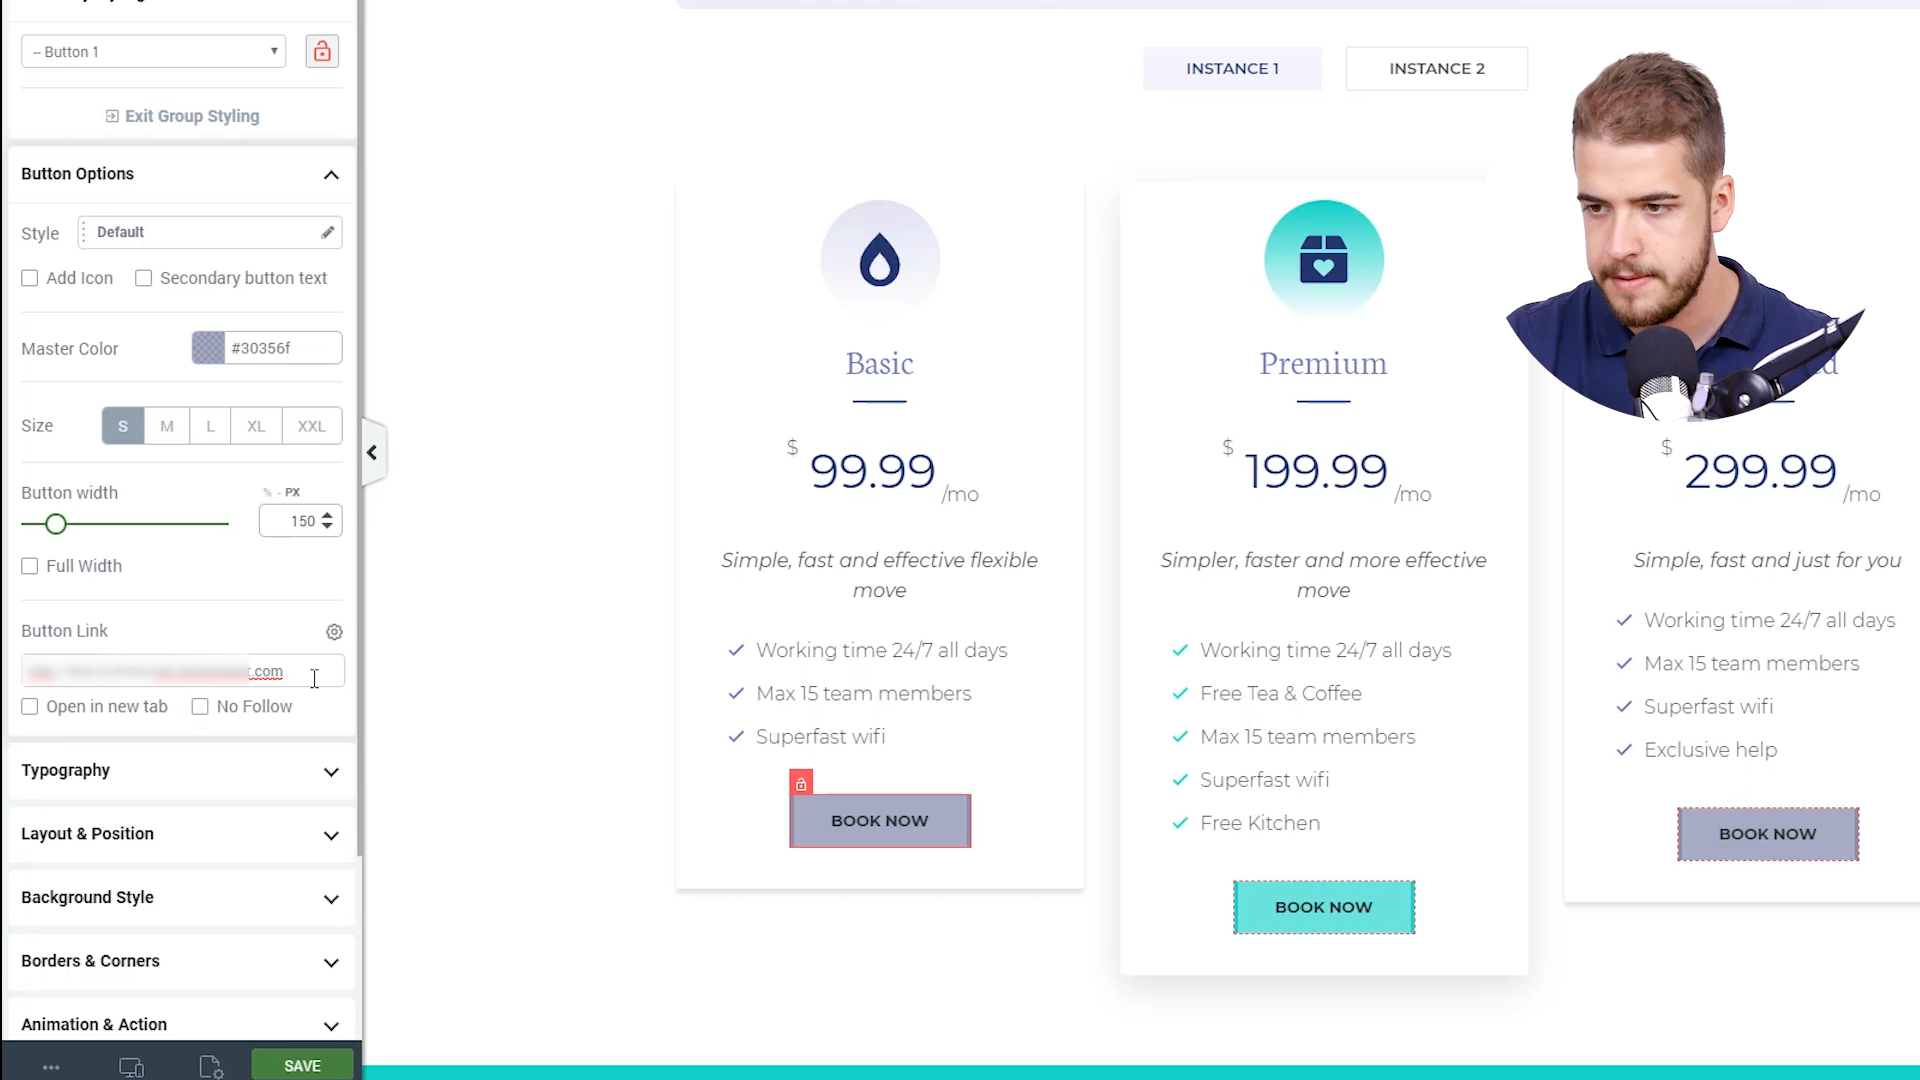 -- Button 1
Exit Group Styling
Button Options
Style
Default
Add Icon
Secondary button text
Master Color
#30356f
Size
S
M
L
XL
XXL
Button width
% - PX
150
Full Width
Button Link
.com
Open in new tab
No Follow
Typography
Layout & Position
Background Style
Borders & Corners
Animation & Action
SAVE
INSTANCE 1
INSTANCE 2
Basic
$ 99.99 /mo
Simple, fast and effective flexible
move
Working time 24/7 all days
Max 15 team members
Superfast wifi
BOOK NOW
Premium
$ 199.99 /mo
Simpler, faster and more effective
move
Working time 24/7 all days
Free Tea & Coffee
Max 15 team members
Superfast wifi
Free Kitchen
BOOK NOW
$ 299.99 /mo
Simple, fast and just for you
Working time 24/7 all days
Max 15 team members
Superfast wifi
Exclusive help
BOOK NOW